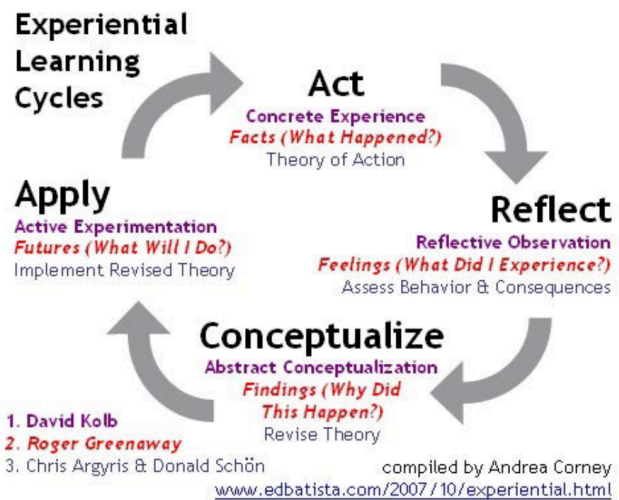 Experiential
Learning
Cycles
Act
Concrete Experience
Facts (What Happened?)
Theory of Action
Reflect
Reflective Observation
Feelings (What Did I Experience?)
Assess Behavior & Consequences
Conceptualize
Abstract Conceptualization
Findings (Why Did
This Happen?)
Revise Theory
Apply
Active Experimentation
Futures (What Will I Do?)
Implement Revised Theory
1. David Kolb
2. Roger Greenaway
3. Chris Argyris & Donald Schön
compiled by Andrea Corney
www.edbatista.com/2007/10/experiential.html